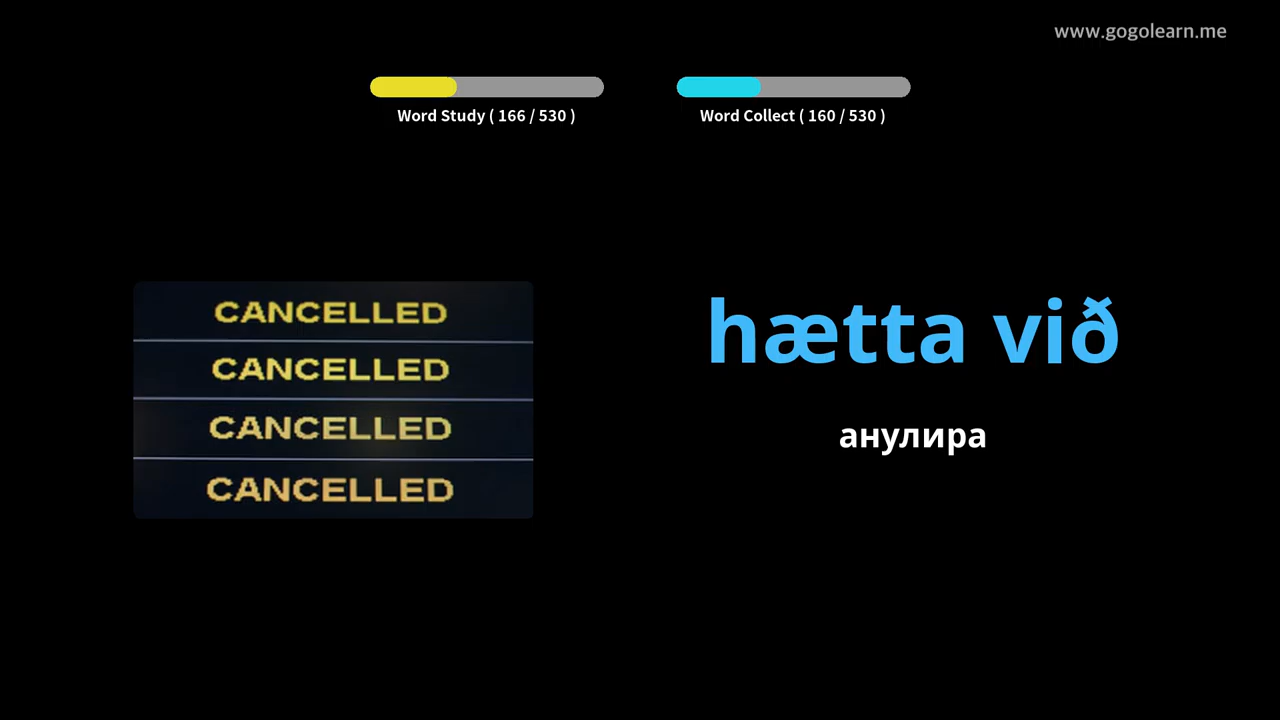 www.gogolearn.me
Word Study ( 166 / 530 )
Word Collect ( 160 / 530 )
CANCELLED
CANCELLED
CANCELLED
CANCELLED
hætta við
анулира